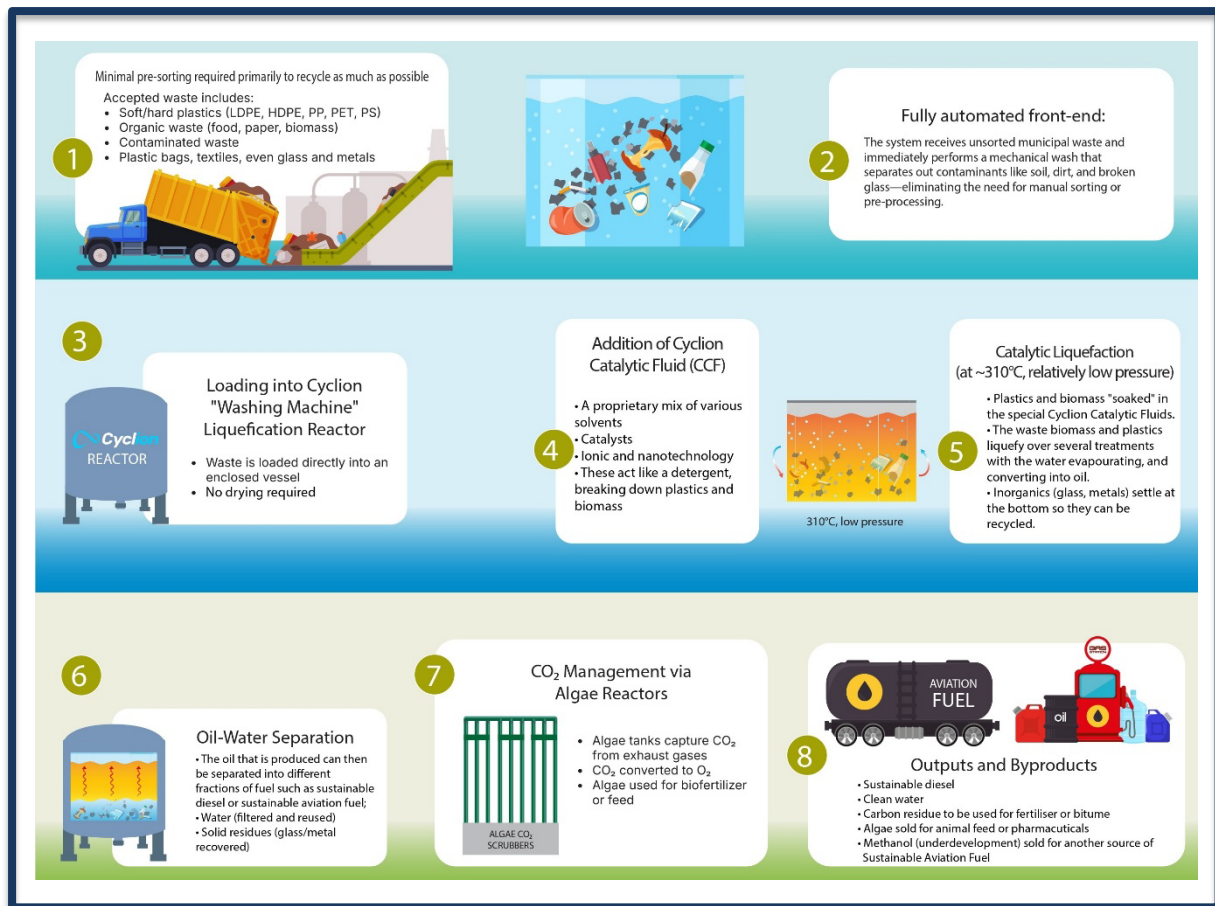 Minimal pre-sorting required primarily to recycle as much as possible
Accepted waste includes:
• Soft/hard plastics (LDPE, HDPE, PP, PET, PS)
• Organic waste (food, paper, biomass)
• Contaminated waste
• Plastic bags, textiles, even glass and metals
1
2
Fully automated front-end:
The system receives unsorted municipal waste and
immediately performs a mechanical wash that
separates out contaminants like soil, dirt, and broken
glass—eliminating the need for manual sorting or
pre-processing.
3
Cyclion
REACTOR
Loading into Cyclion
"Washing Machine"
Liquefication Reactor
• Waste is loaded directly into an
enclosed vessel
• No drying required
4
Addition of Cyclion
Catalytic Fluid (CCF)
• A proprietary mix of various
solvents
• Catalysts
• Ionic and nanotechnology
• These act like a detergent,
breaking down plastics and
biomass
310°C, low pressure
5
Catalytic Liquefaction
(at ~310°C, relatively low pressure)
• Plastics and biomass "soaked" in
the special Cyclion Catalytic Fluids.
• The waste biomass and plastics
liquefy over several treatments
with the water evapourating, and
converting into oil.
• Inorganics (glass, metals) settle at
the bottom so they can be
recycled.
6
Oil-Water Separation
• The oil that is produced can then
be separated into different
fractions of fuel such as sustainable
diesel or sustainable aviation fuel;
• Water (filtered and reused)
• Solid residues (glass/metal
recovered)
7
CO₂ Management via
Algae Reactors
• Algae tanks capture CO₂
from exhaust gases
• CO₂ converted to O₂
• Algae used for biofertilizer
or feed
ALGAE CO₂
SCRUBBERS
AVIATION
FUEL
oil
8
Outputs and Byproducts
• Sustainable diesel
• Clean water
• Carbon residue to be used for fertiliser or bitume
• Algae sold for animal feed or pharmacuticals
• Methanol (underdevelopment) sold for another source of
Sustainable Aviation Fuel